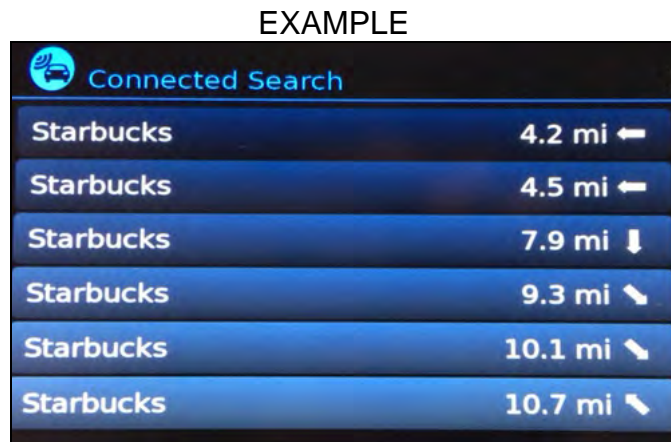 EXAMPLE
Connected Search
Starbucks 4.2 mi
Starbucks 4.5 mi
Starbucks 7.9 mi
Starbucks 9.3 mi
Starbucks 10.1 mi
Starbucks 10.7 mi